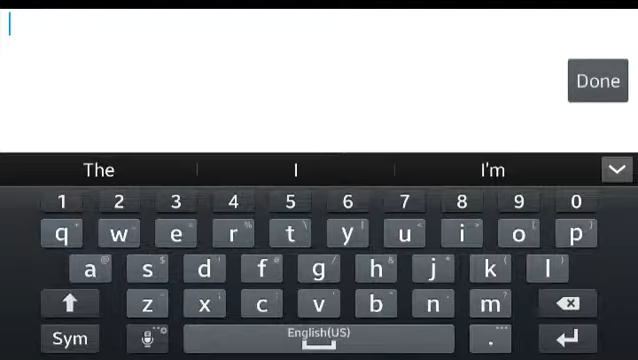 Done
The I I'm
1 2 3 4 5 6 7 8 9 0
q w e r t y u i o p
a s d f g h j k l
z x c v b n m
Sym English(US) .